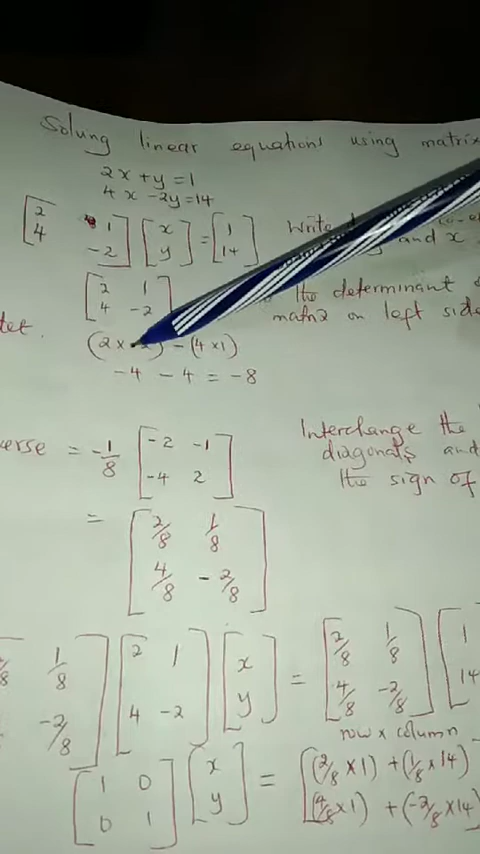 Solving linear equations using matrix
2x + y = 1
4x - 2y = 14
[2 1; 4 -2] [x; y] = [1; 14] Write
and x
[2 1; 4 -2] The determinant
matrix on left side
det. (2 x -2) - (4 x 1)
-4 - 4 = -8
= -1/8 [-2 -1; -4 2] Interchange the
diagonals and
the sign of
= [2/8 1/8; 4/8 -2/8]
1/8; -2/8] [2 1; 4 -2] [x; y] = [2/8 1/8; 4/8 -2/8] [1; 14
row x column
[1 0; 0 1] [x; y] = [(2/8 x 1) + (1/8 x 14); (4/8 x 1) + (-2/8 x 14)